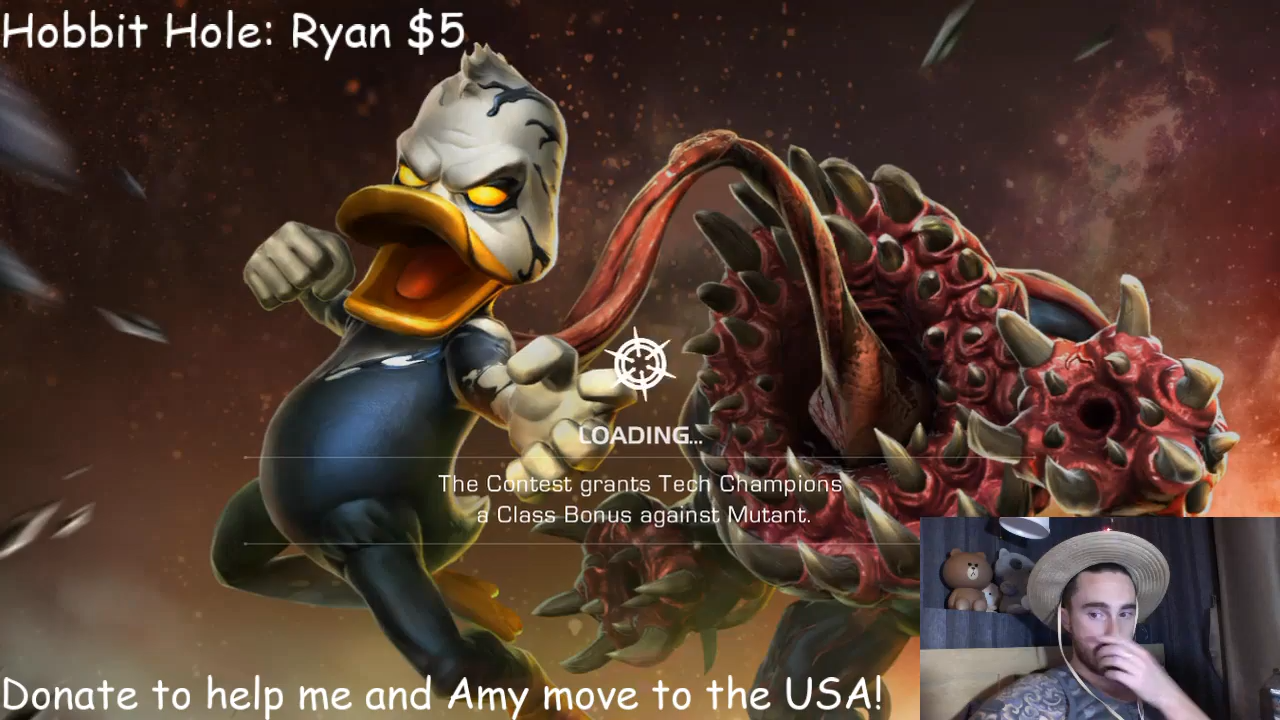 Hobbit Hole: Ryan $5
LOADING...
The Contest grants Tech Champions
a Class Bonus against Mutant.
Donate to help me and Amy move to the USA!